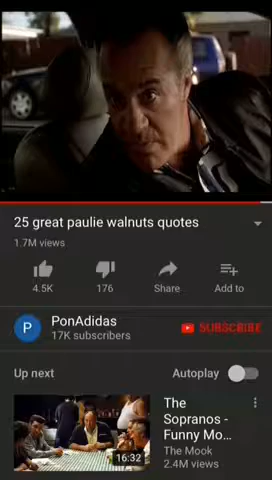 25 great paulie walnuts quotes
1.7M views
4.5K
176
Share
Add to
P
PonAdidas
17K subscribers
SUBSCRIBE
Up next
Autoplay
The
Sopranos -
Funny Mo...
The Mook
2.4M views
16:32